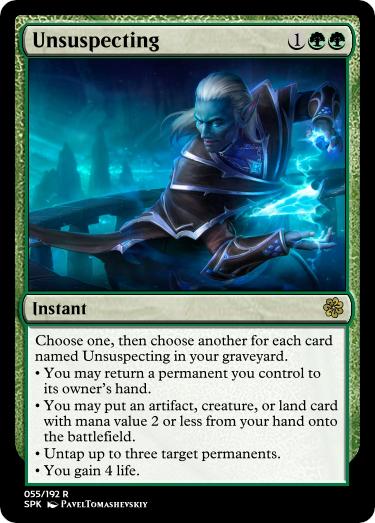 Unsuspecting 1
Instant
Choose one, then choose another for each card
named Unsuspecting in your graveyard.
• You may return a permanent you control to
its owner's hand.
• You may put an artifact, creature, or land card
with mana value 2 or less from your hand onto
the battlefield.
• Untap up to three target permanents.
• You gain 4 life.
055/192 R
SPK PavelTomashevskiy